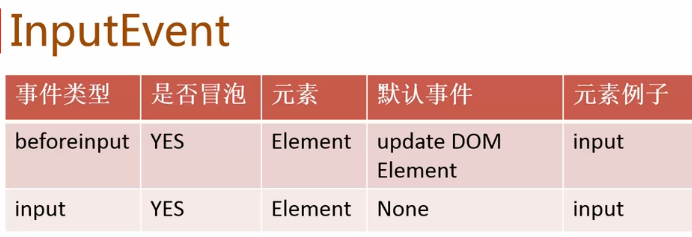 InputEvent
事件类型 是否冒泡 元素 默认事件 元素例子
beforeinput YES Element update DOM input
Element
input YES Element None input